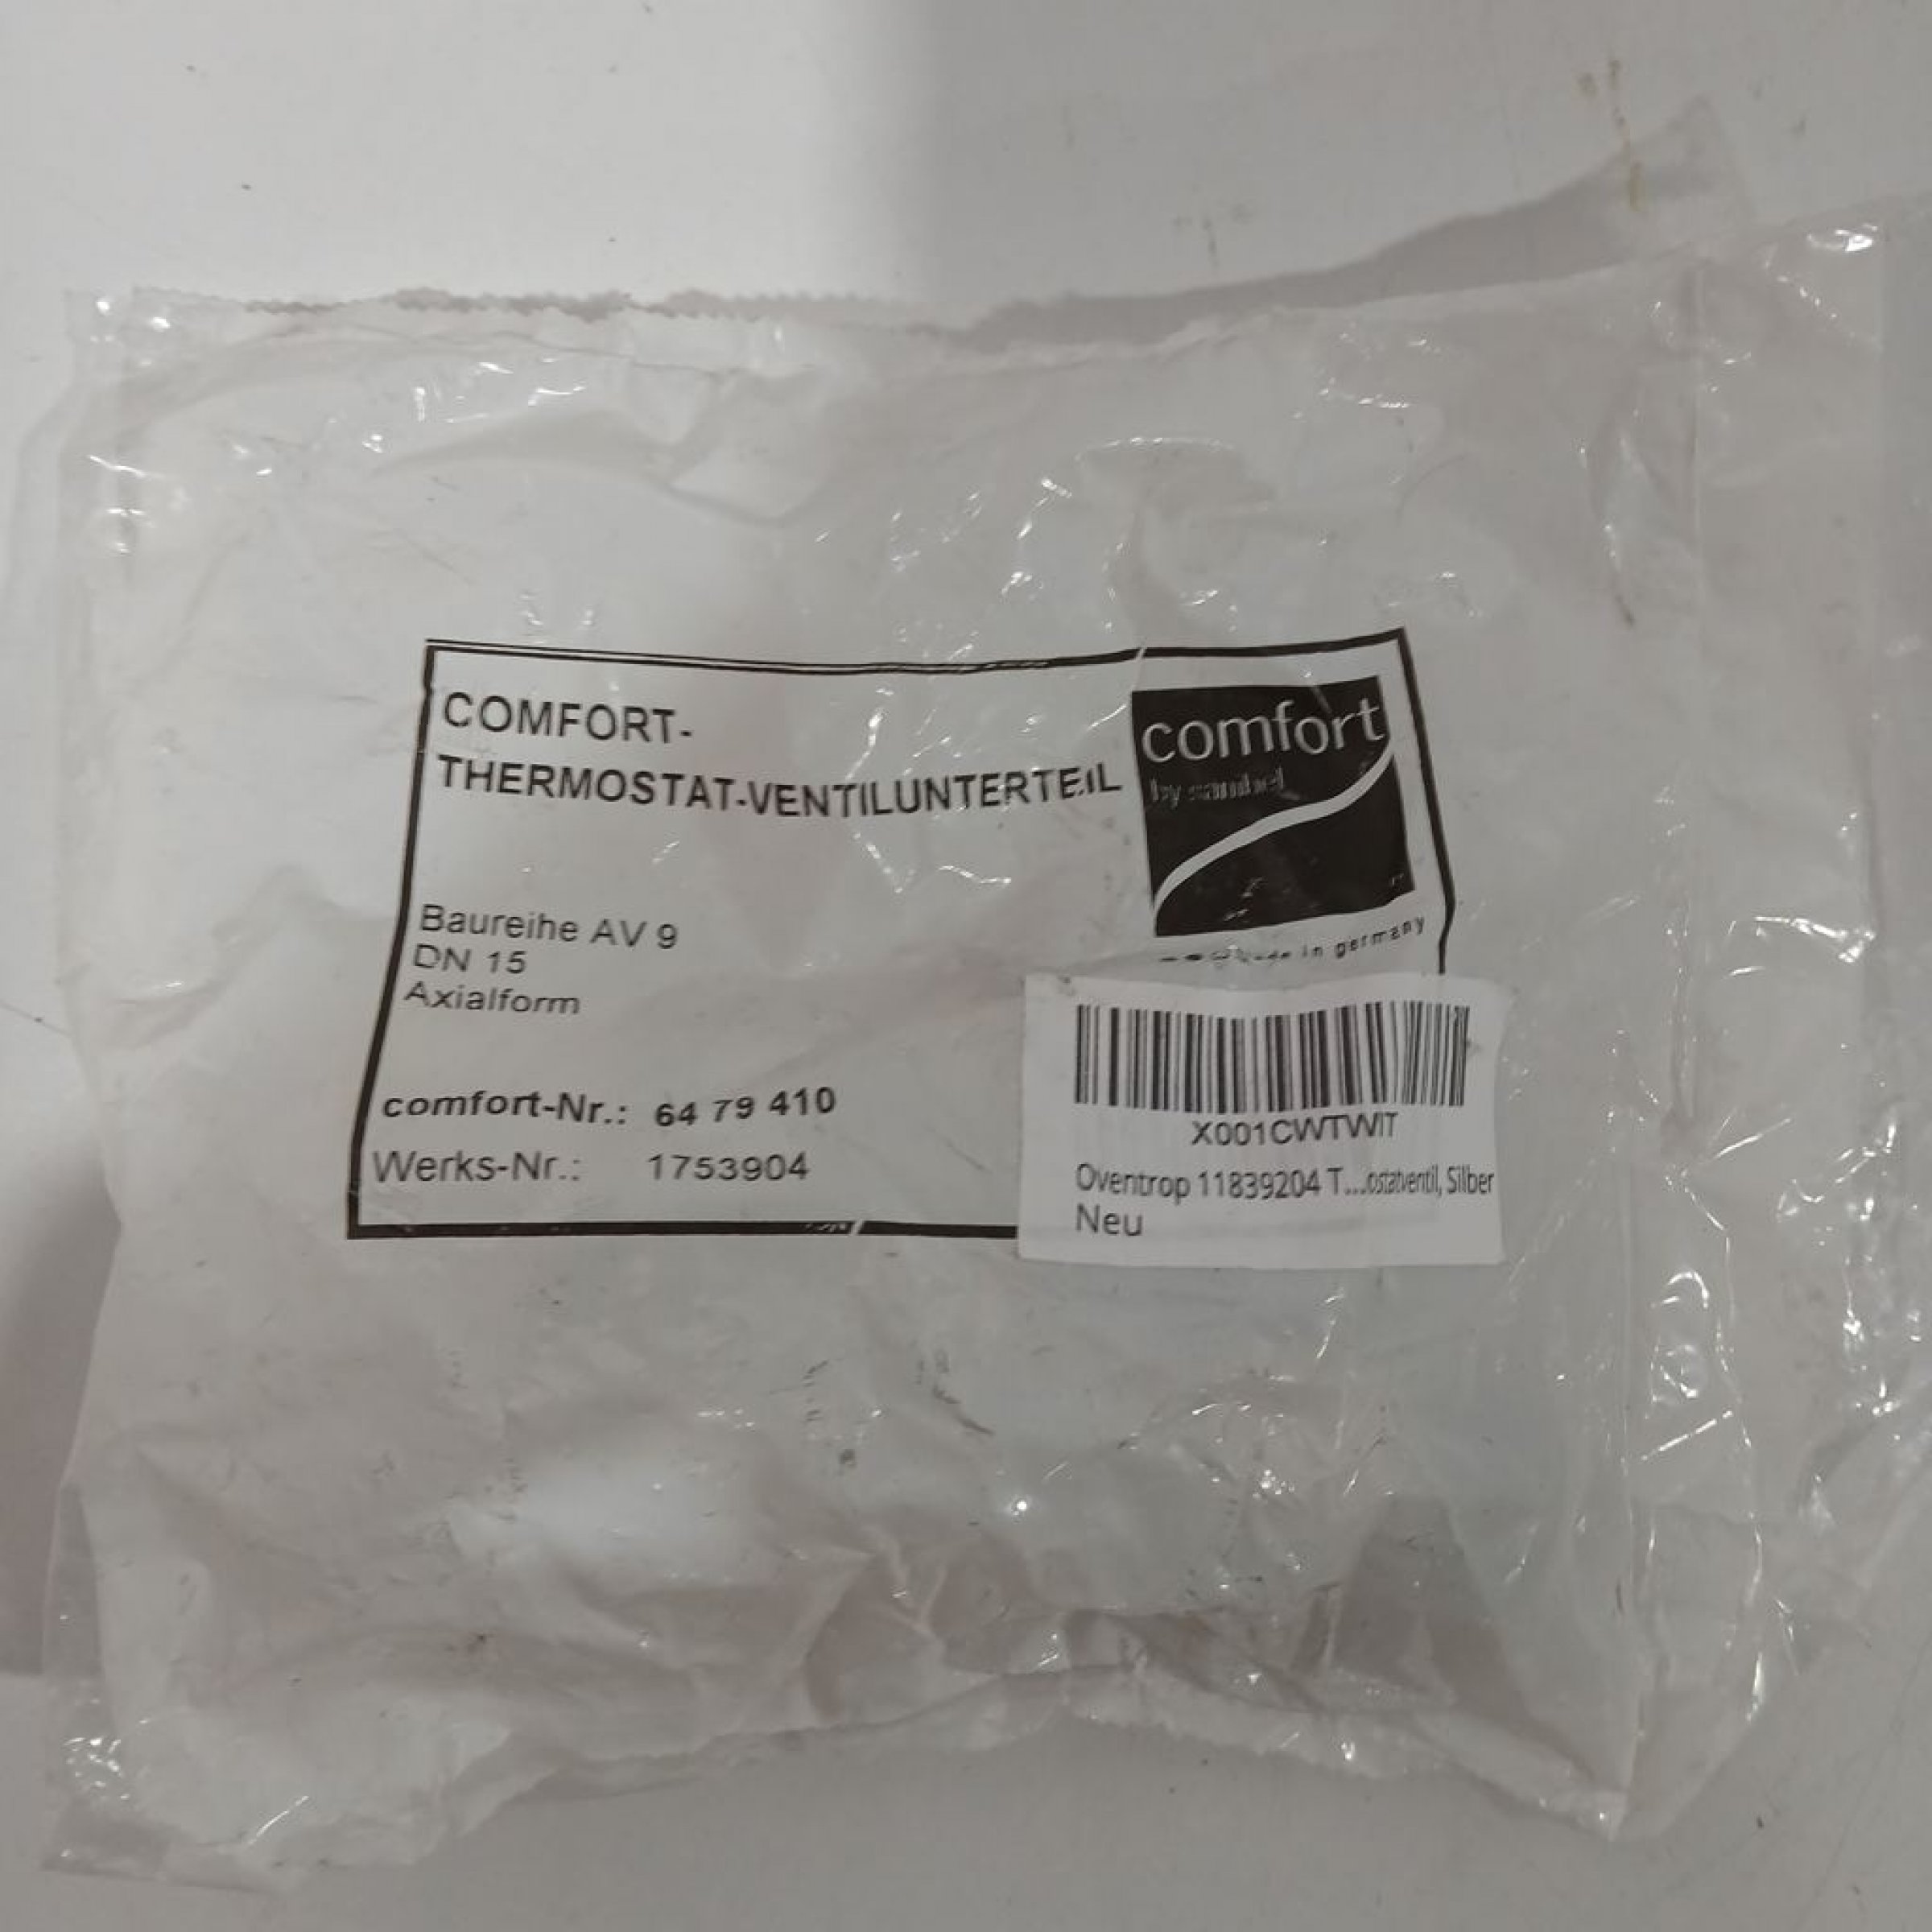 COMFORT-
THERMOSTAT-VENTILUNTERTEIL
comfort
by
Baureihe AV 9
DN 15
Axialform
in germany
comfort-Nr.: 64 79 410
Werks-Nr.: 1753904
X001CWTWIT
Oventrop 11839204 T...ostatventil, Silber
Neu